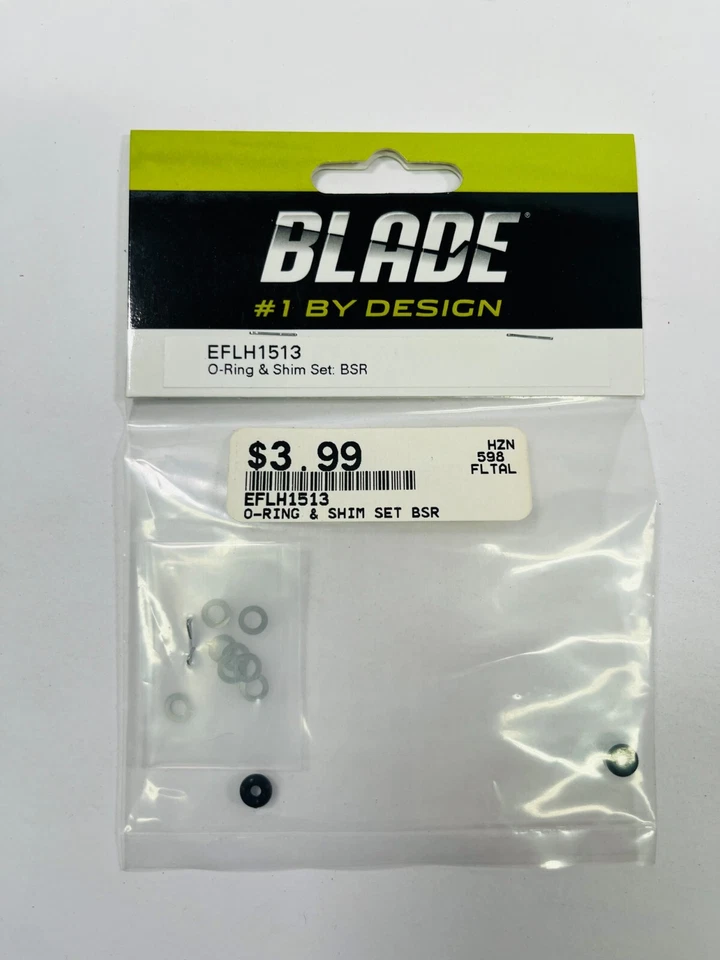 BLADE®
#1 BY DESIGN
EFLH1513
O-Ring & Shim Set: BSR
$3.99
HZN
598
FLTAL
EFLH1513
O-RING & SHIM SET BSR